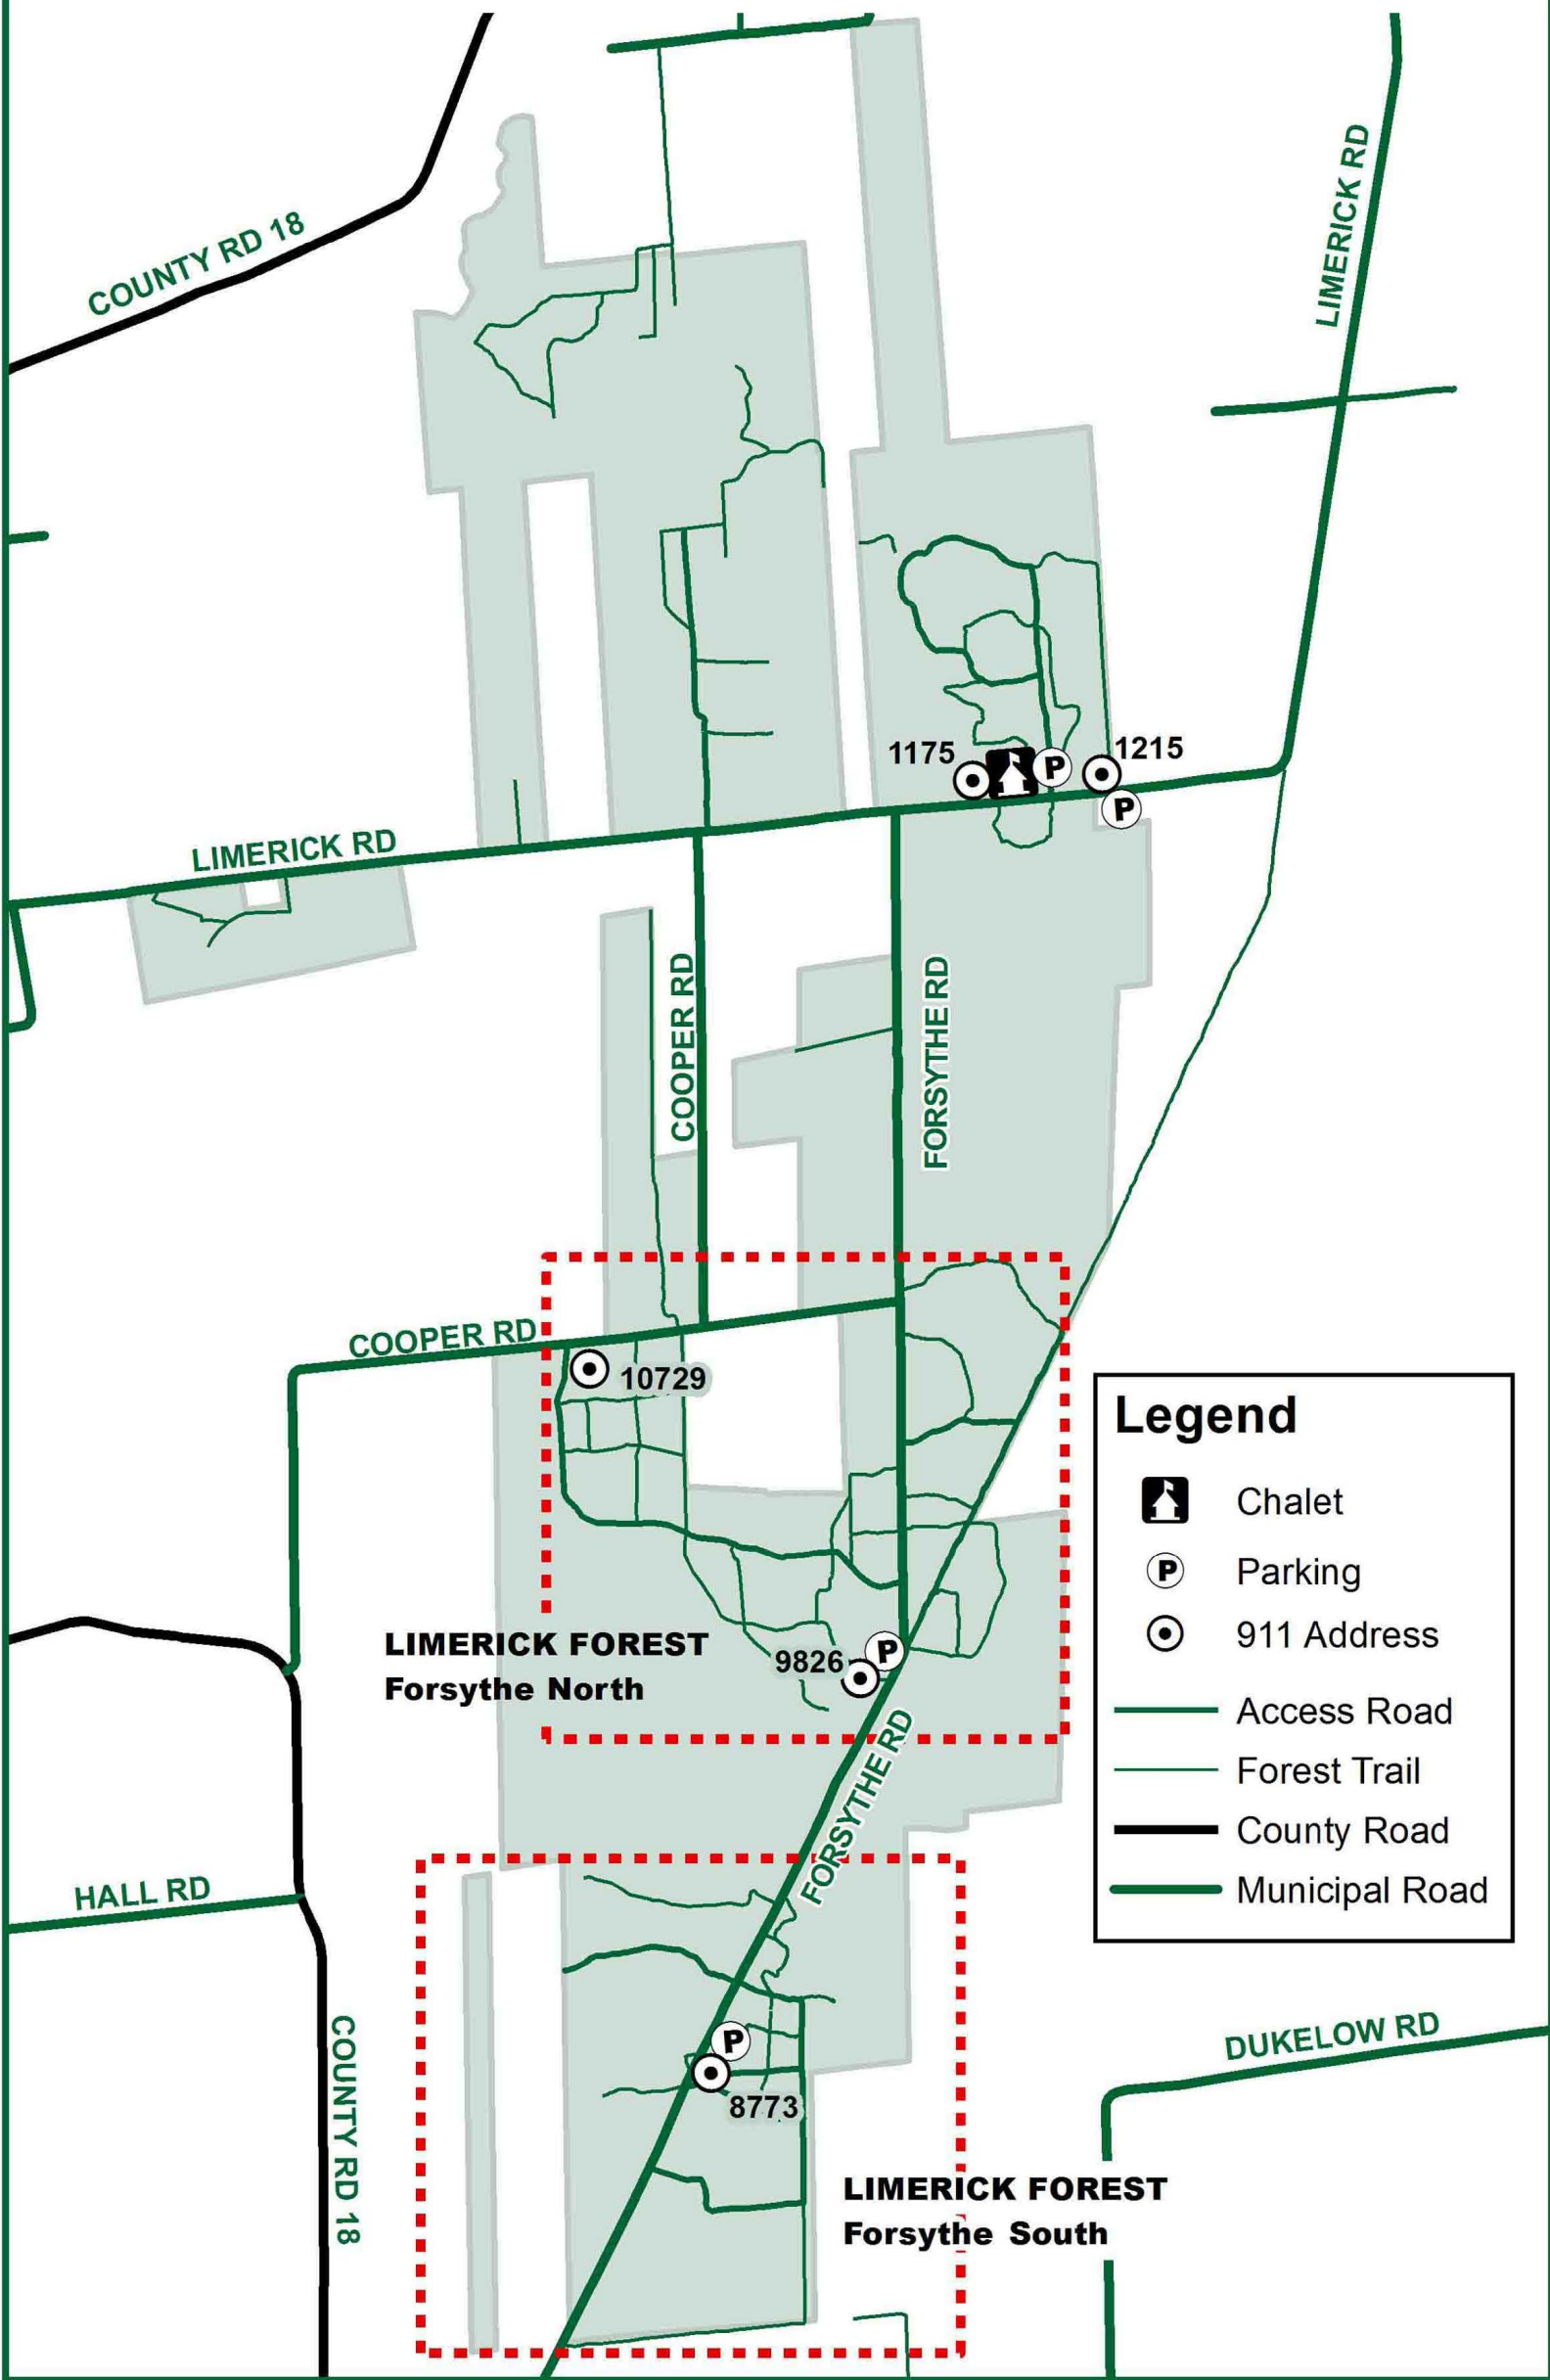 COUNTY RD 18
LIMERICK RD
1175
P
1215
P
LIMERICK RD
COOPER RD
FORSYTHE RD
COOPER RD
10729
LIMERICK FOREST
Forsythe North
9826
P
FORSYTHE RD
Legend
Chalet
P
Parking
911 Address
Access Road
Forest Trail
County Road
Municipal Road
HALL RD
COUNTY RD 18
P
8773
DUKELOW RD
LIMERICK FOREST
Forsythe South